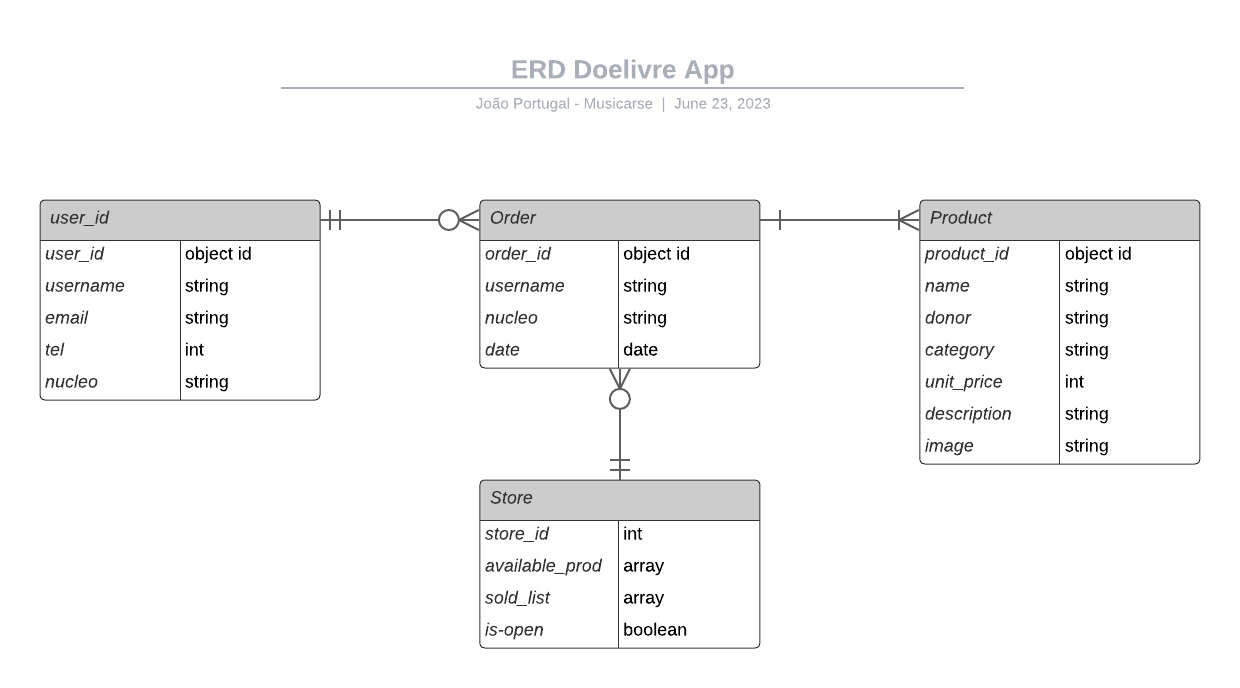 ERD Doelivre App
João Portugal - Musicarse | June 23, 2023
user_id
user_id object id
username string
email string
tel int
nucleo string
Order
order_id object id
username string
nucleo string
date date
Product
product_id object id
name string
donor string
category string
unit_price int
description string
image string
Store
store_id int
available_prod array
sold_list array
is-open boolean